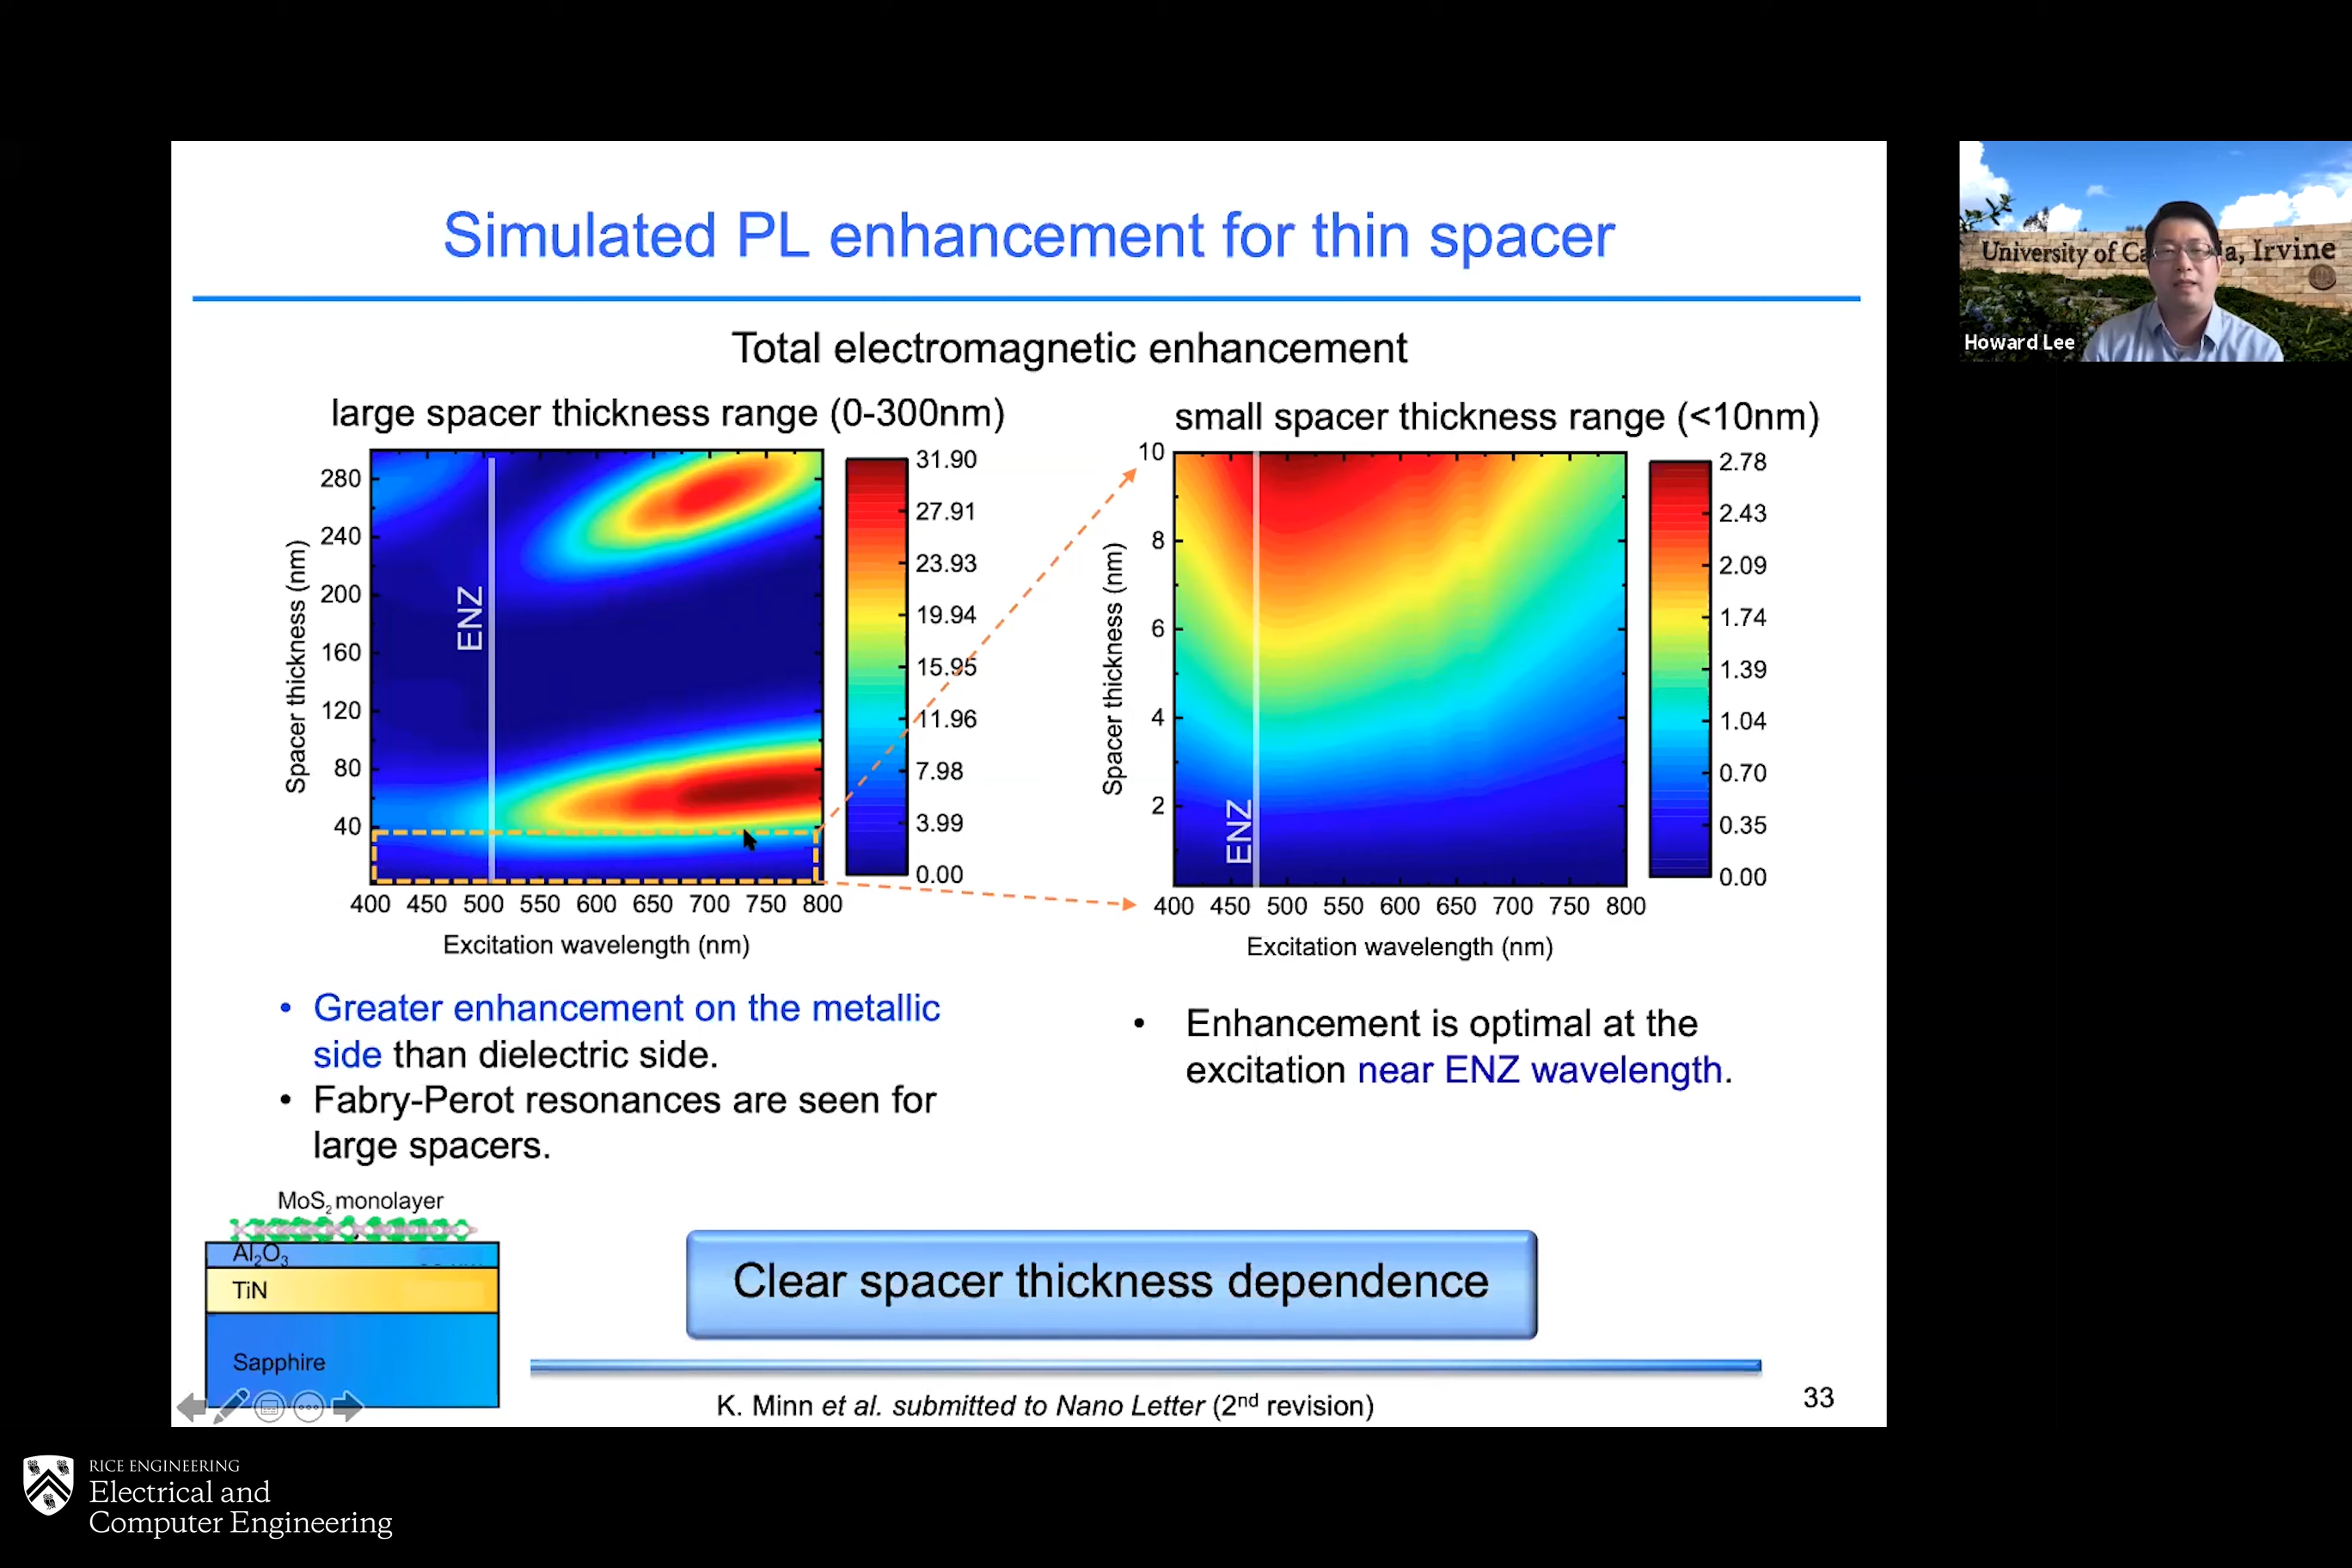 Simulated PL enhancement for thin spacer
Total electromagnetic enhancement
large spacer thickness range (0-300nm)
280
240
200
160
120
80
40
Spacer thickness (nm)
ENZ
400 450 500 550 600 650 700 750 800
Excitation wavelength (nm)
31.90
27.91
23.93
19.94
15.95
11.96
7.98
3.99
0.00
small spacer thickness range (<10nm)
10
8
6
4
2
Spacer thickness (nm)
ENZ
400 450 500 550 600 650 700 750 800
Excitation wavelength (nm)
2.78
2.43
2.09
1.74
1.39
1.04
0.70
0.35
0.00
• Greater enhancement on the metallic
side than dielectric side.
• Fabry-Perot resonances are seen for
large spacers.
• Enhancement is optimal at the
excitation near ENZ wavelength.
MoS₂ monolayer
Al₂O₃
TiN
Sapphire
Clear spacer thickness dependence
K. Minn et al. submitted to Nano Letter (2nd revision)
33
Howard Lee
RICE ENGINEERING
Electrical and
Computer Engineering